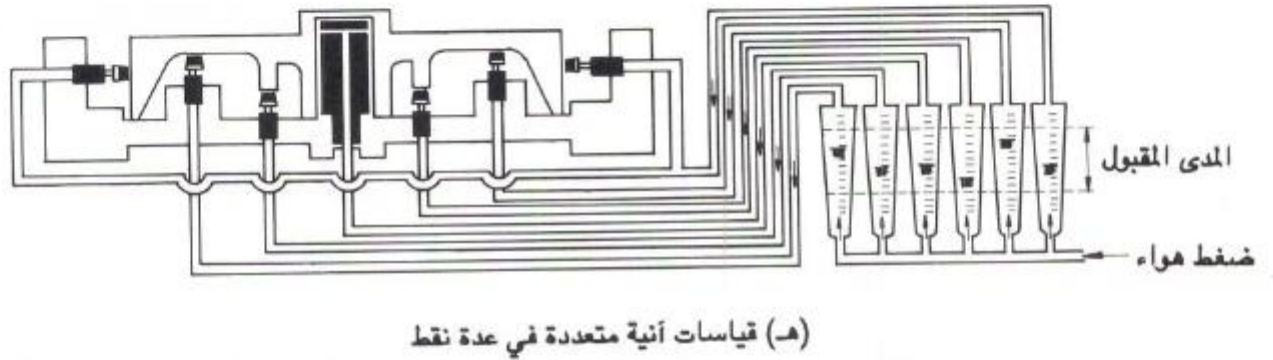 المدى المقبول
ضغط هواء
(هـ) قياسات آنية متعددة في عدة نقط